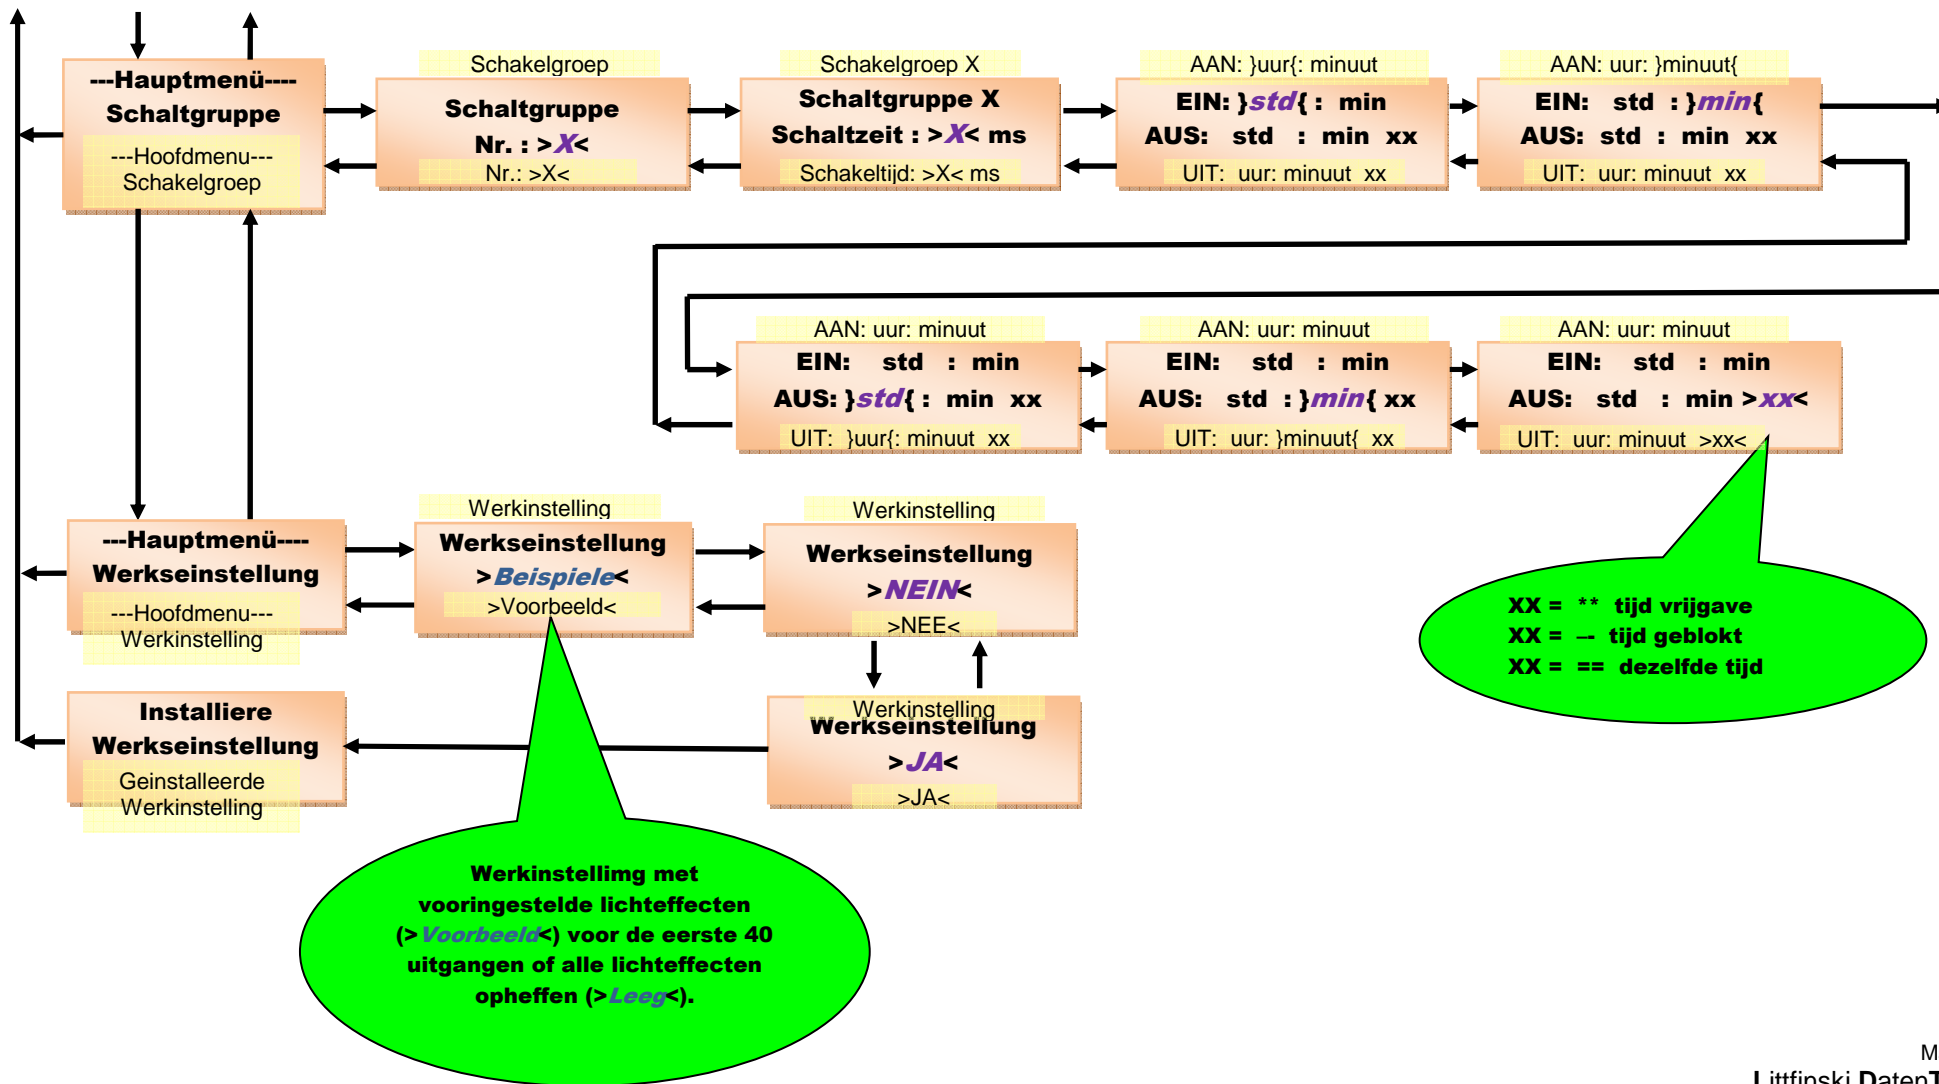 ---Hauptmenü----
Schaltgruppe
---Hoofdmenu---
Schakelgroep
Schakelgroep
Schaltgruppe
Nr. : >X<
Nr.: >X<
Schakelgroep X
Schaltgruppe X
Schaltzeit : >X< ms
Schakeltijd: >X< ms
AAN: }uur{: minuut
EIN: }std{ : min
AUS: std : min xx
UIT: uur: minuut xx
AAN: uur: }minuut{
EIN: std : }min{
AUS: std : min xx
UIT: uur: minuut xx
AAN: uur: minuut
EIN: std : min
AUS: }std{ : min xx
UIT: }uur{: minuut xx
AAN: uur: minuut
EIN: std : min
AUS: std : }min{ xx
UIT: uur: }minuut{ xx
AAN: uur: minuut
EIN: std : min
AUS: std : min >xx<
UIT: uur: minuut >xx<
---Hauptmenü----
Werkseinstellung
---Hoofdmenu---
Werkinstelling
Werkinstelling
Werkseinstellung
>Beispiele<
>Voorbeeld<
Werkinstelling
Werkseinstellung
>NEIN<
>NEE<
XX = ** tijd vrijgave
XX = –- tijd geblokt
XX = == dezelfde tijd
Installiere
Werkseinstellung
Geinstalleerde
Werkinstelling
Werkinstelling
Werkseinstellung
>JA<
>JA<
Werkinstellimg met
vooringestelde lichteffecten
(>Voorbeeld<) voor de eerste 40
uitgangen of alle lichteffecten
opheffen (>Leeg<).
M
Littfinski DatenT